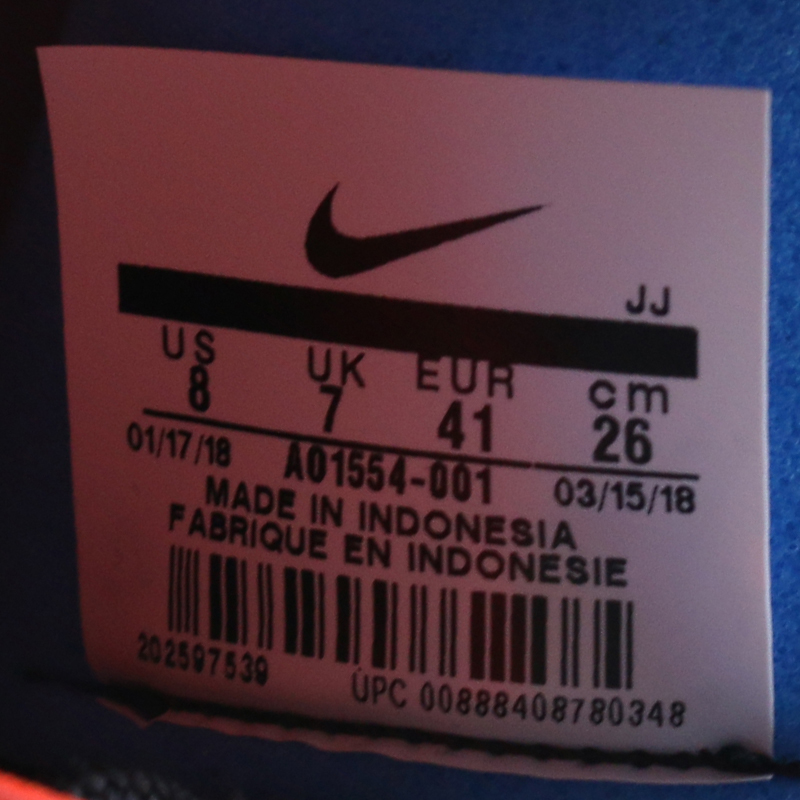 JJ
US UK EUR cm
8 7 41 26
01/17/18 AO1554-001 03/15/18
MADE IN INDONESIA
FABRIQUE EN INDONESIE
202597539 UPC 00888408780348